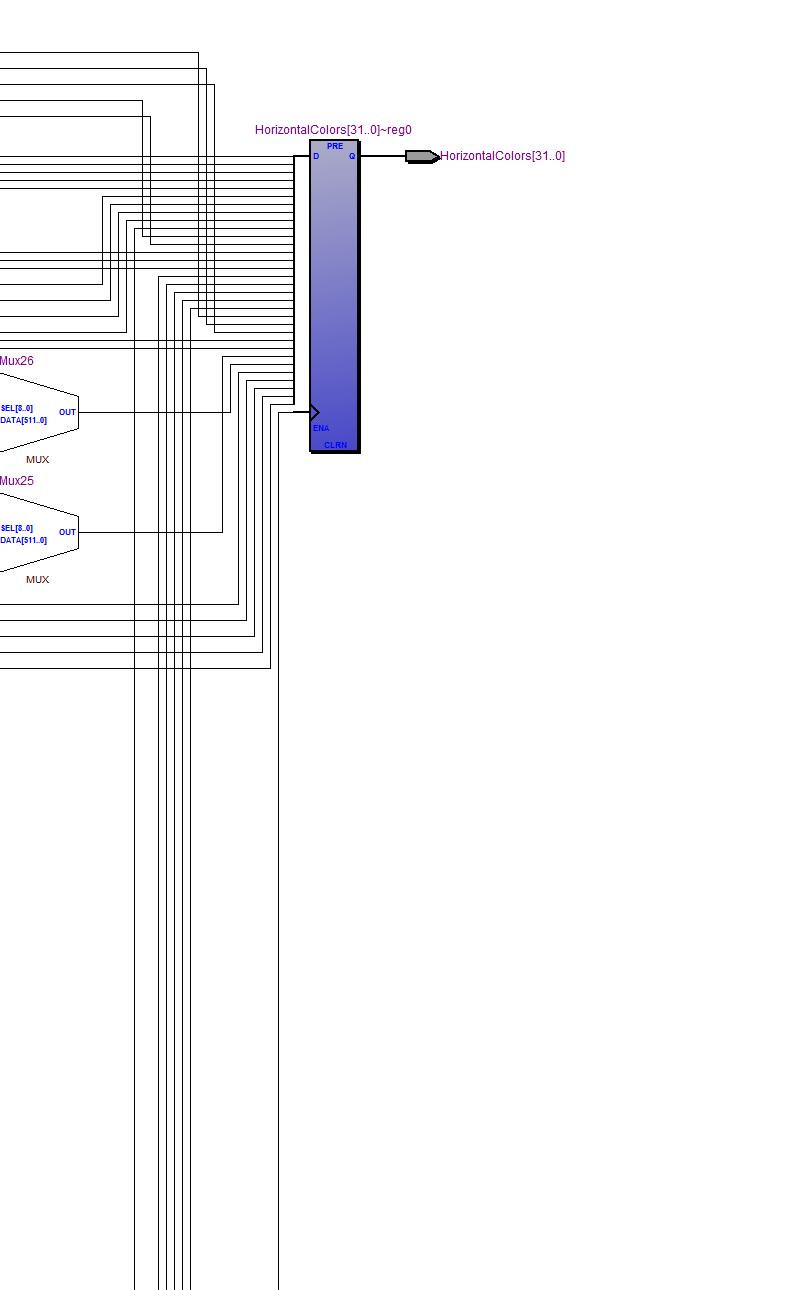 HorizontalColors[31..0]~reg0
PRE
D
Q
HorizontalColors[31..0]
Mux26
SEL[8..0]
OUT
DATA[511..0]
ENA
CLRN
MUX
Mux25
SEL[8..0]
OUT
DATA[511..0]
MUX